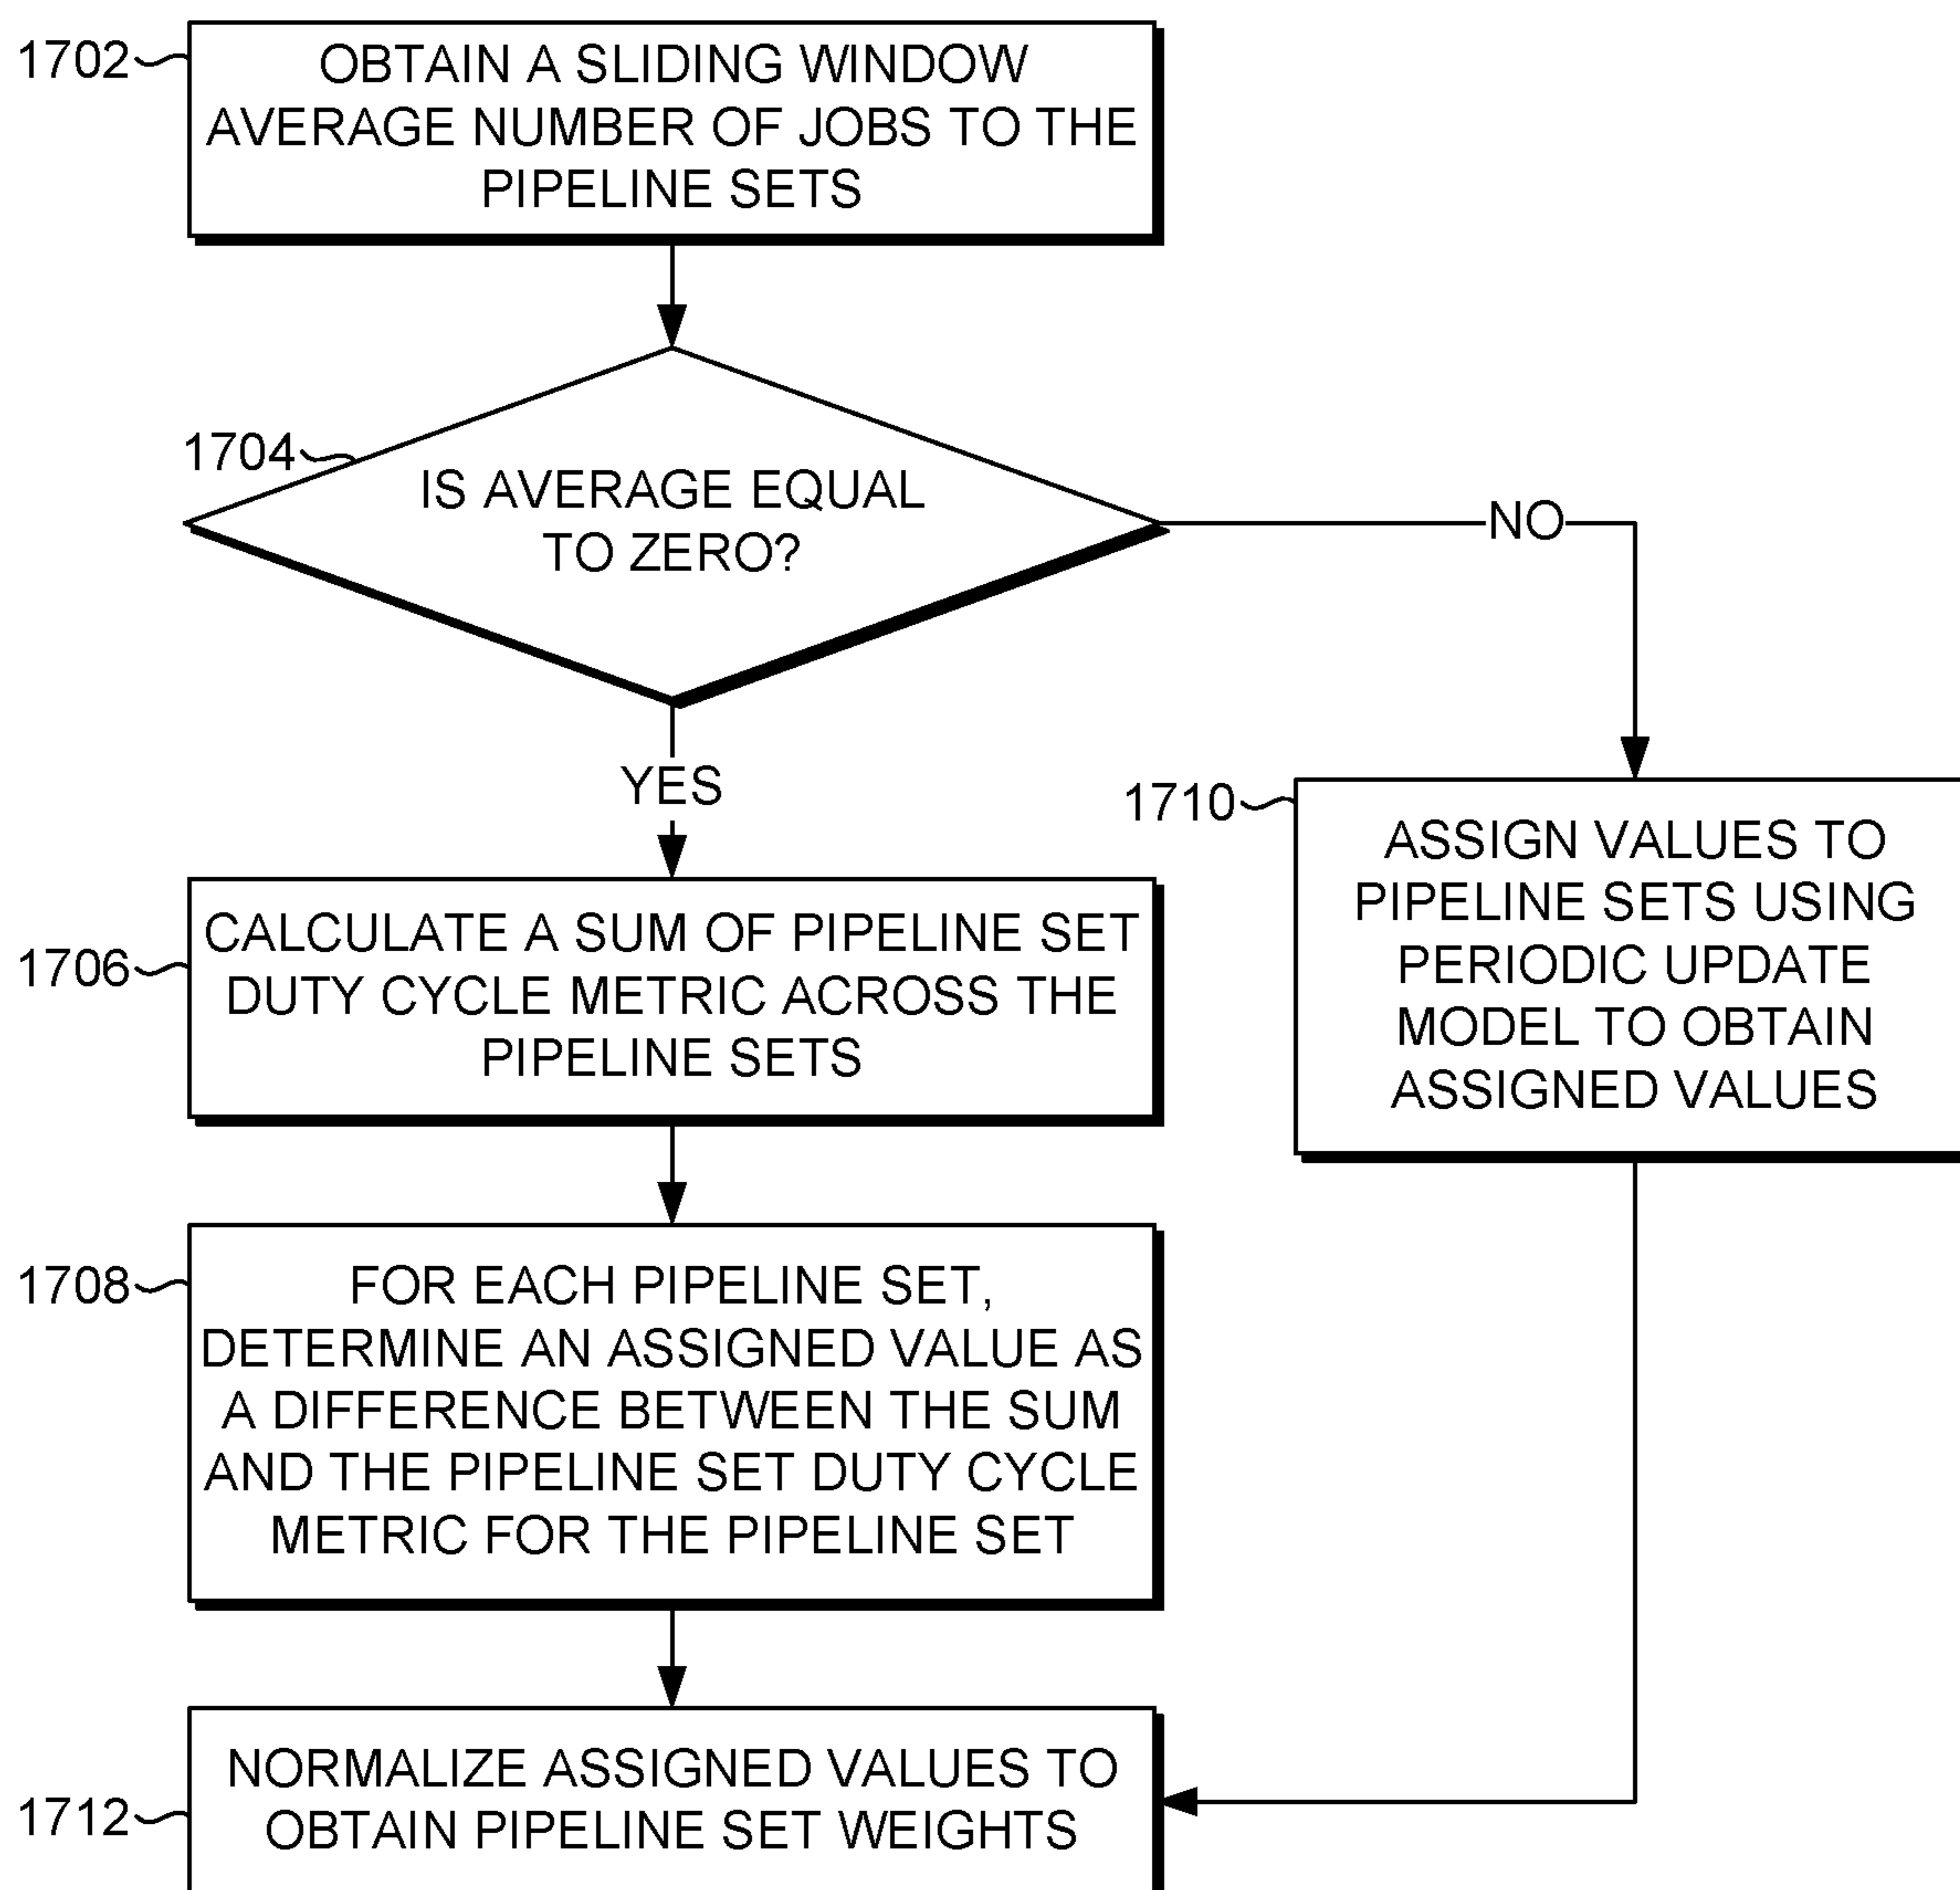 1702
OBTAIN A SLIDING WINDOW
AVERAGE NUMBER OF JOBS TO THE
PIPELINE SETS
1704
IS AVERAGE EQUAL
TO ZERO?
NO
YES
1706
CALCULATE A SUM OF PIPELINE SET
DUTY CYCLE METRIC ACROSS THE
PIPELINE SETS
1710
ASSIGN VALUES TO
PIPELINE SETS USING
PERIODIC UPDATE
MODEL TO OBTAIN
ASSIGNED VALUES
1708
FOR EACH PIPELINE SET,
DETERMINE AN ASSIGNED VALUE AS
A DIFFERENCE BETWEEN THE SUM
AND THE PIPELINE SET DUTY CYCLE
METRIC FOR THE PIPELINE SET
1712
NORMALIZE ASSIGNED VALUES TO
OBTAIN PIPELINE SET WEIGHTS